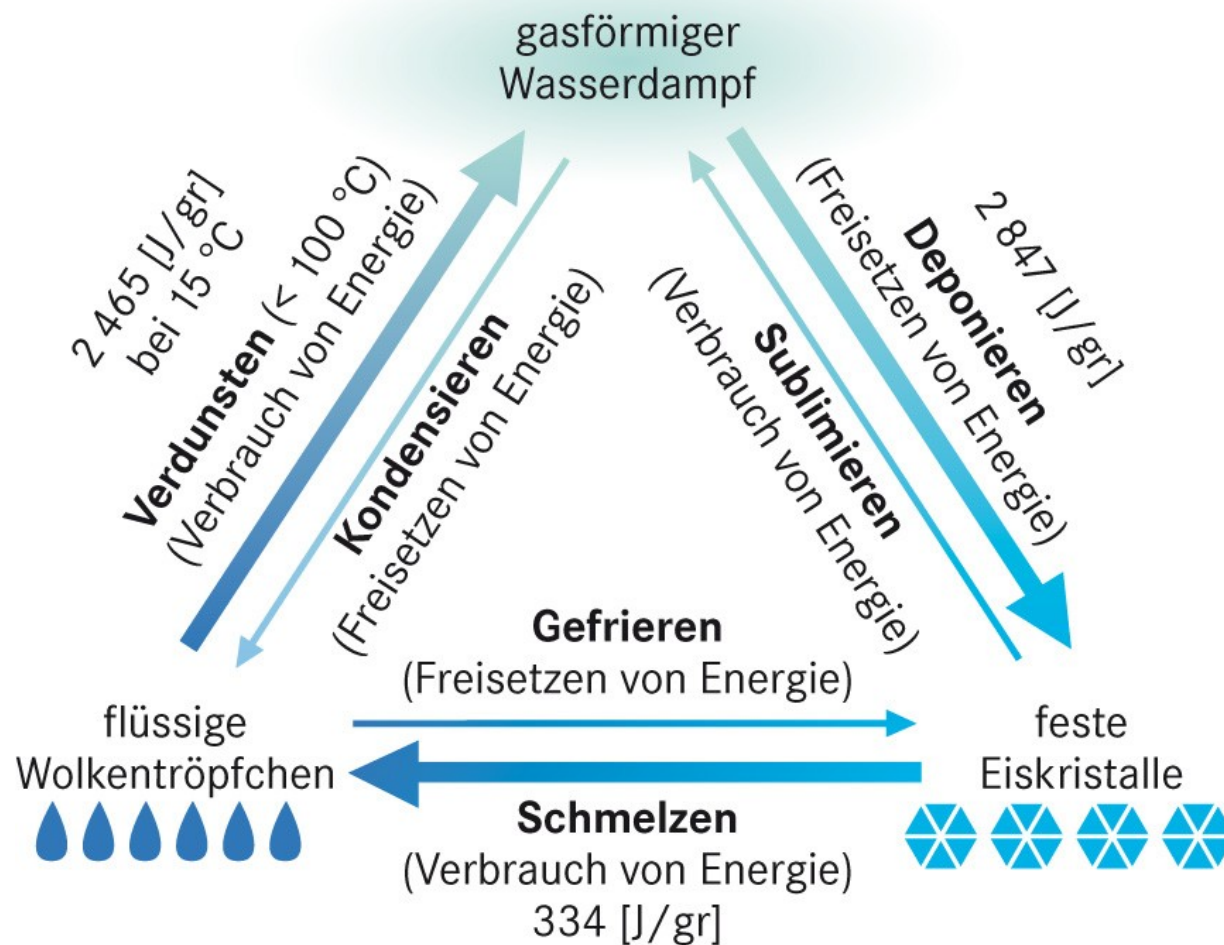 gasförmiger
Wasserdampf
2 465 [J/gr]
bei 15 °C
Verdunsten (< 100 °C)
(Verbrauch von Energie)
Kondensieren
(Freisetzen von Energie)
(Verbrauch von Energie)
Sublimieren
(Freisetzen von Energie)
Deponieren
2 847 [J/gr]
Gefrieren
(Freisetzen von Energie)
flüssige
Wolkentröpfchen
feste
Eiskristalle
Schmelzen
(Verbrauch von Energie)
334 [J/gr]